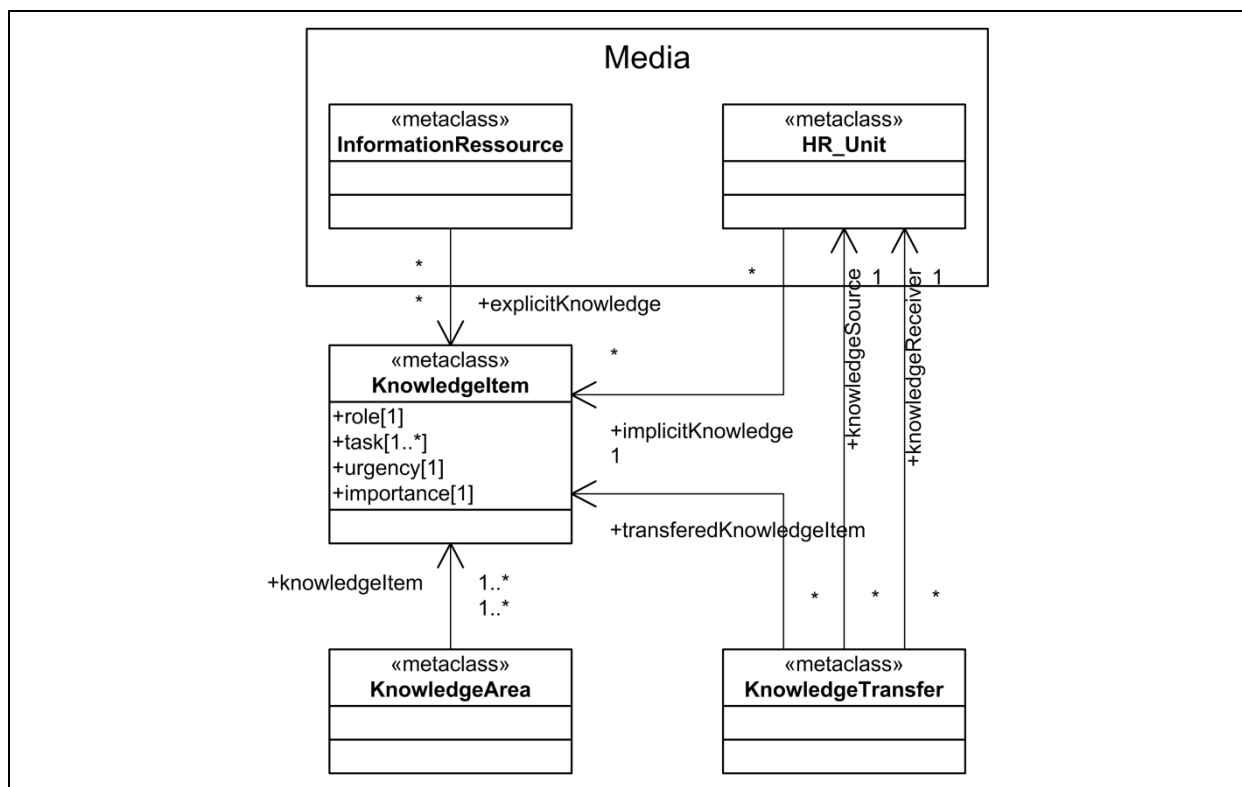 Media
«metaclass»
InformationRessource
«metaclass»
HR_Unit
*
*
+explicitKnowledge
*
*
+implicitKnowledge
1
+knowledgeSource
1
+knowledgeReceiver
1
«metaclass»
KnowledgeItem
+role[1]
+task[1..*]
+urgency[1]
+importance[1]
+transferedKnowledgeItem
+knowledgeItem
1..*
1..*
*
*
*
«metaclass»
KnowledgeArea
«metaclass»
KnowledgeTransfer